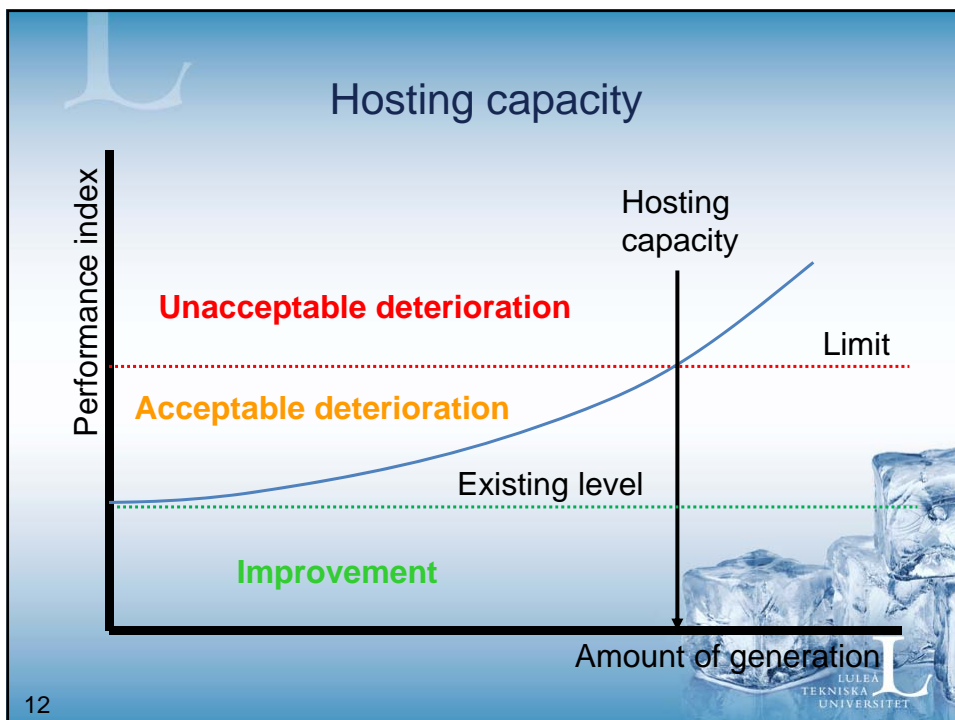 Hosting capacity
Performance index
Hosting
capacity
Unacceptable deterioration
Limit
Acceptable deterioration
Existing level
Improvement
Amount of generation
L
LULEÅ
TEKNISKA
UNIVERSITET
12